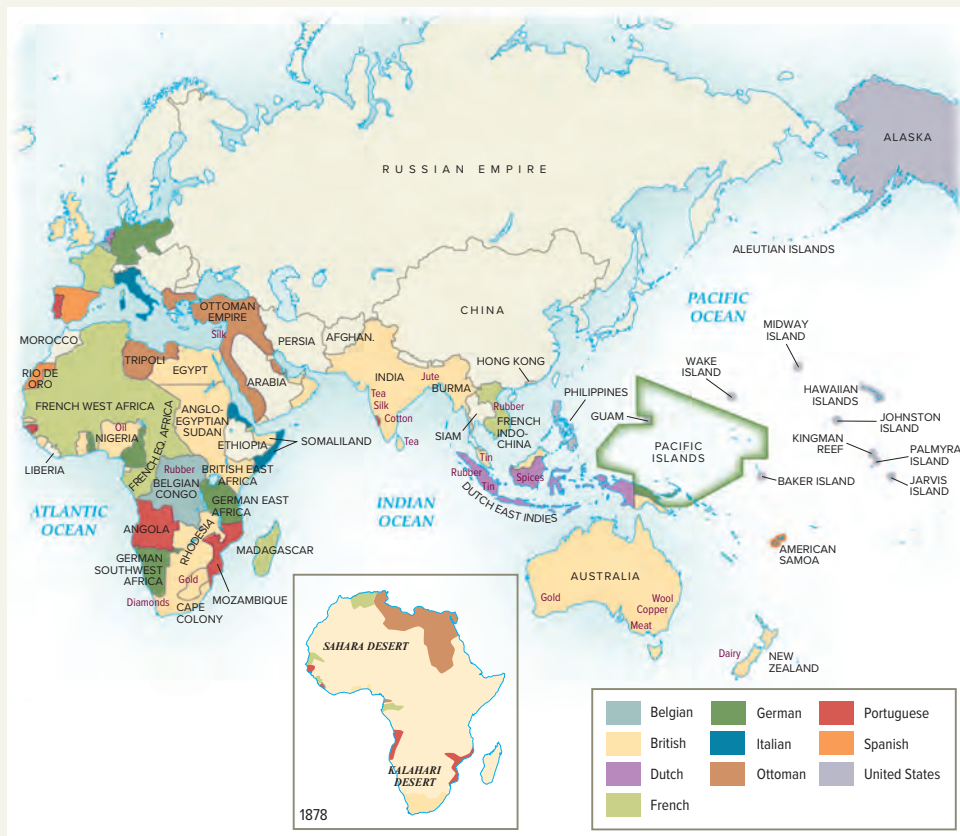 RUSSIAN EMPIRE
ALASKA
ALEUTIAN ISLANDS
PACIFIC
OCEAN
CHINA
OTTOMAN
EMPIRE
Silk
PERSIA
AFGHAN.
MOROCCO
TRIPOLI
EGYPT
ARABIA
INDIA
Jute
BURMA
HONG KONG
MIDWAY
ISLAND
WAKE
ISLAND
HAWAIIAN
ISLANDS
RIO DE
ORO
FRENCH WEST AFRICA
ANGLO-
EGYPTIAN
SUDAN
Tea
Silk
Cotton
Tea
SIAM
Rubber
FRENCH
INDO-
CHINA
PHILIPPINES
GUAM
PACIFIC
ISLANDS
JOHNSTON
ISLAND
KINGMAN
REEF
PALMYRA
ISLAND
Oil
NIGERIA
FRENCH EQ. AFRICA
ETHIOPIA
SOMALILAND
LIBERIA
Rubber
BELGIAN
CONGO
BRITISH EAST
AFRICA
GERMAN EAST
AFRICA
Tin
Rubber
Tin
Spices
DUTCH EAST INDIES
BAKER ISLAND
JARVIS
ISLAND
ATLANTIC
OCEAN
INDIAN
OCEAN
ANGOLA
RHODESIA
MADAGASCAR
GERMAN
SOUTHWEST
AFRICA
Gold
MOZAMBIQUE
Diamonds
CAPE
COLONY
AMERICAN
SAMOA
AUSTRALIA
Gold
Wool
Copper
Meat
Dairy
NEW
ZEALAND
SAHARA DESERT
KALAHARI
DESERT
1878
Belgian
British
Dutch
French
German
Italian
Ottoman
Portuguese
Spanish
United States